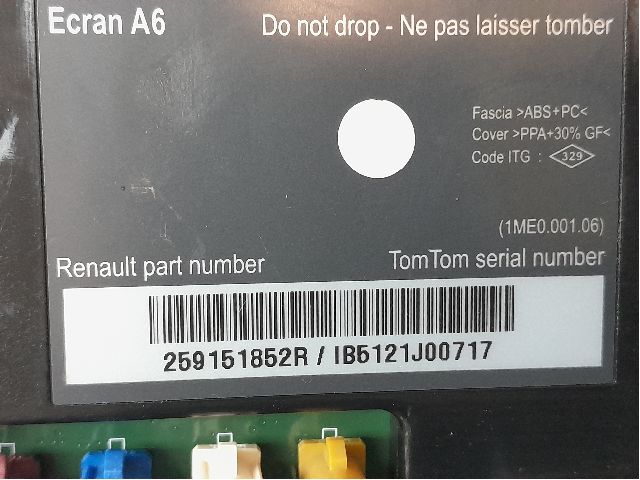 Ecran A6
Do not drop - Ne pas laisser tomber
Fascia >ABS+PC<
Cover >PPA+30% GF<
Code ITG : 329
(1ME0.001.06)
Renault part number
TomTom serial number
259151852R / IB5121J00717